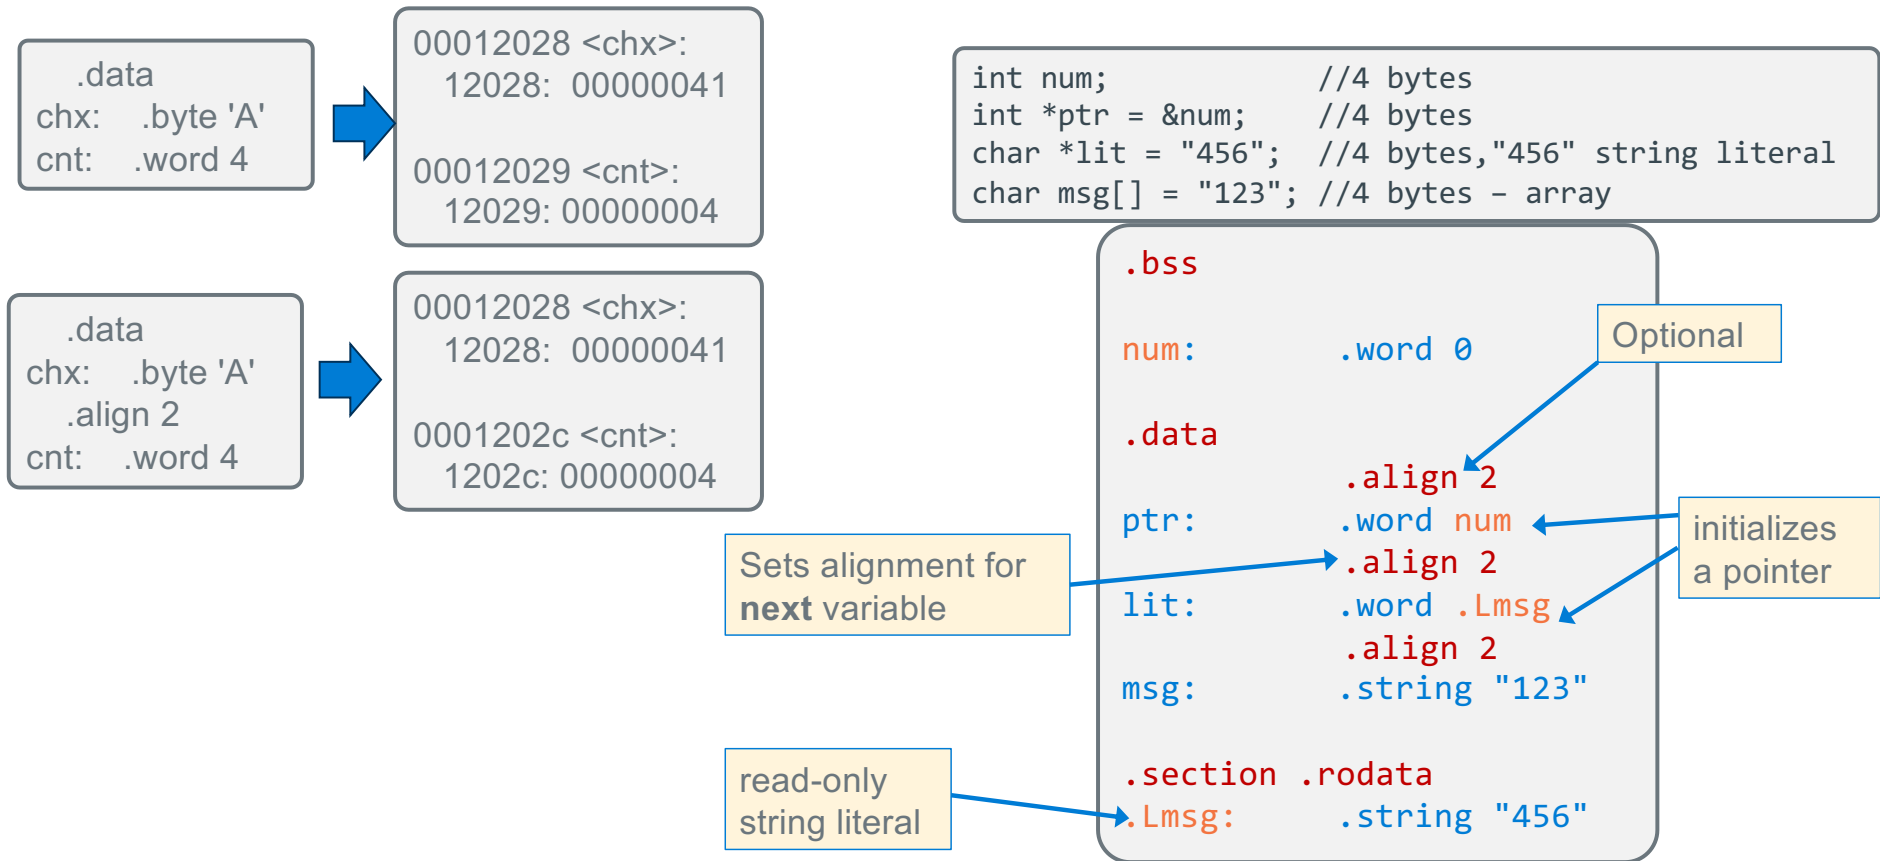 .data
chx: .byte 'A'
cnt: .word 4
00012028 <chx>:
12028: 00000041
00012029 <cnt>:
12029: 00000004
.data
chx: .byte 'A'
.align 2
cnt: .word 4
00012028 <chx>:
12028: 00000041
0001202c <cnt>:
1202c: 00000004
int num; //4 bytes
int *ptr = &num; //4 bytes
char *lit = "456"; //4 bytes,"456" string literal
char msg[] = "123"; //4 bytes – array
.bss
num: .word 0
.data
.align 2
ptr: .word num
.align 2
lit: .word .Lmsg
.align 2
msg: .string "123"
.section .rodata
.Lmsg: .string "456"
Optional
initializes
a pointer
Sets alignment for
next variable
read-only
string literal